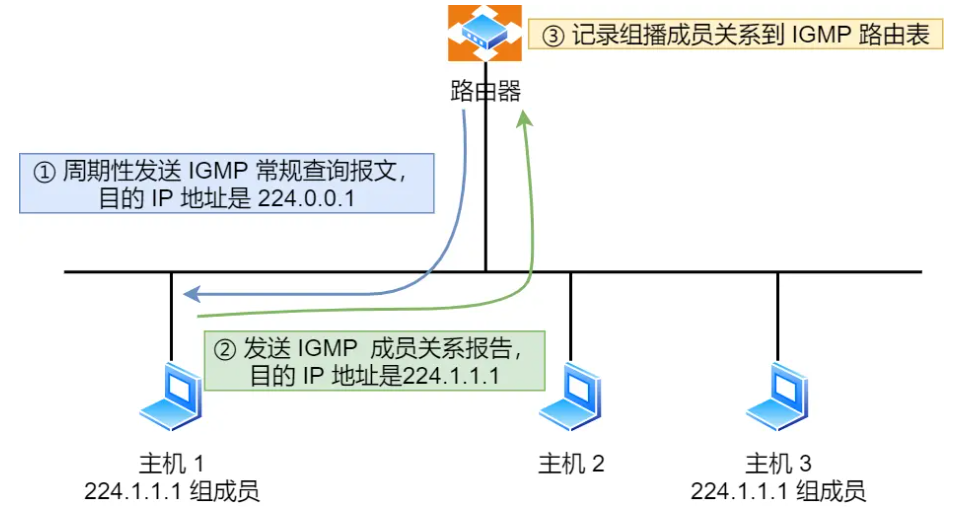 ③ 记录组播成员关系到 IGMP 路由表
路由器
① 周期性发送 IGMP 常规查询报文，
目的 IP 地址是 224.0.0.1
② 发送 IGMP 成员关系报告，
目的 IP 地址是224.1.1.1
主机 1
224.1.1.1 组成员
主机 2
主机 3
224.1.1.1 组成员